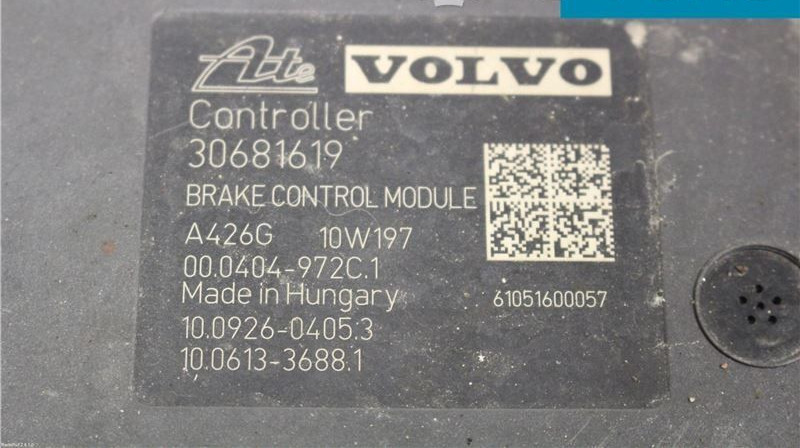 Ate VOLVO
Controller
30681619
BRAKE CONTROL MODULE
A426G 10W197
00.0404-972C.1
Made in Hungary 61051600057
10.0926-0405.3
10.0613-3688.1